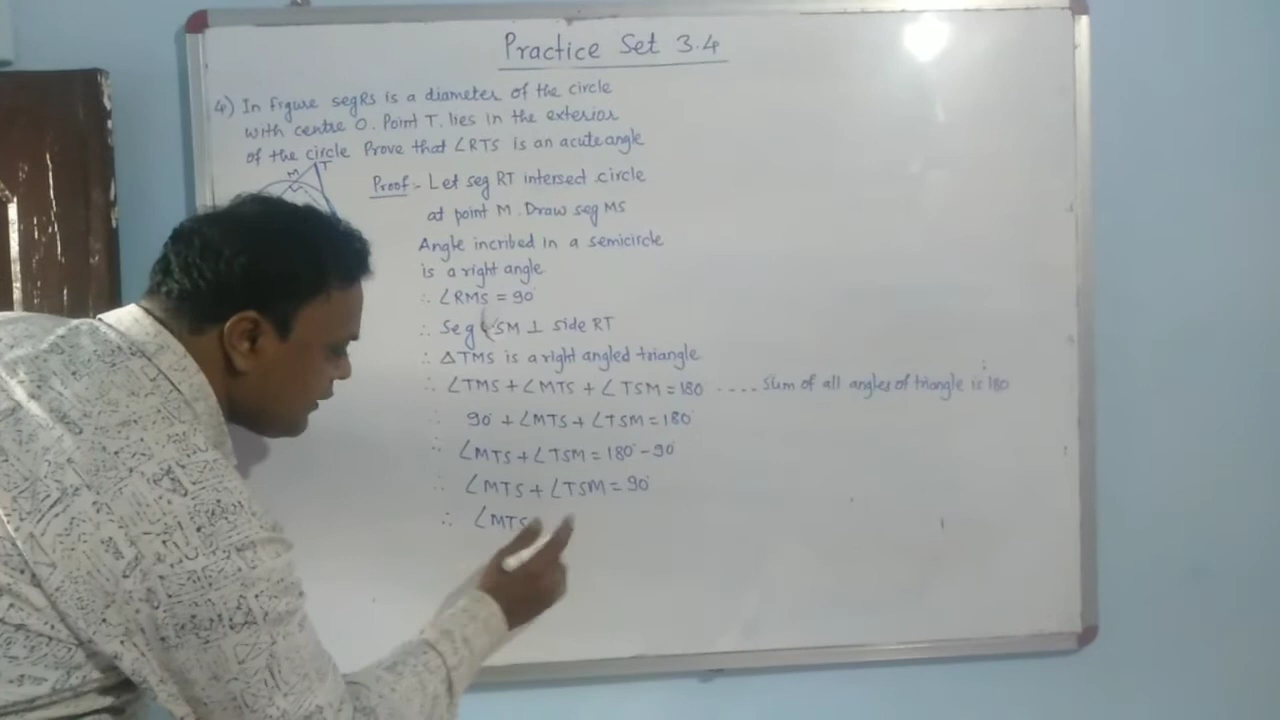 Practice Set 3.4
4) In figure seg RS is a diameter of the circle
with centre O. Point T. lies in the exterior
of the circle Prove that ∠RTS is an acute angle
M T
Proof:- Let seg RT intersect circle
at point M. Draw seg MS
Angle incribed in a semicircle
is a right angle
∴ ∠RMS = 90°
∴ Seg SM ⊥ side RT
∴ △TMS is a right angled triangle
∴ ∠TMS + ∠MTS + ∠TSM = 180 .... Sum of all angles of triangle is 180°
∴ 90° + ∠MTS + ∠TSM = 180°
∴ ∠MTS + ∠TSM = 180° - 90°
∴ ∠MTS + ∠TSM = 90°
∴ ∠MTS